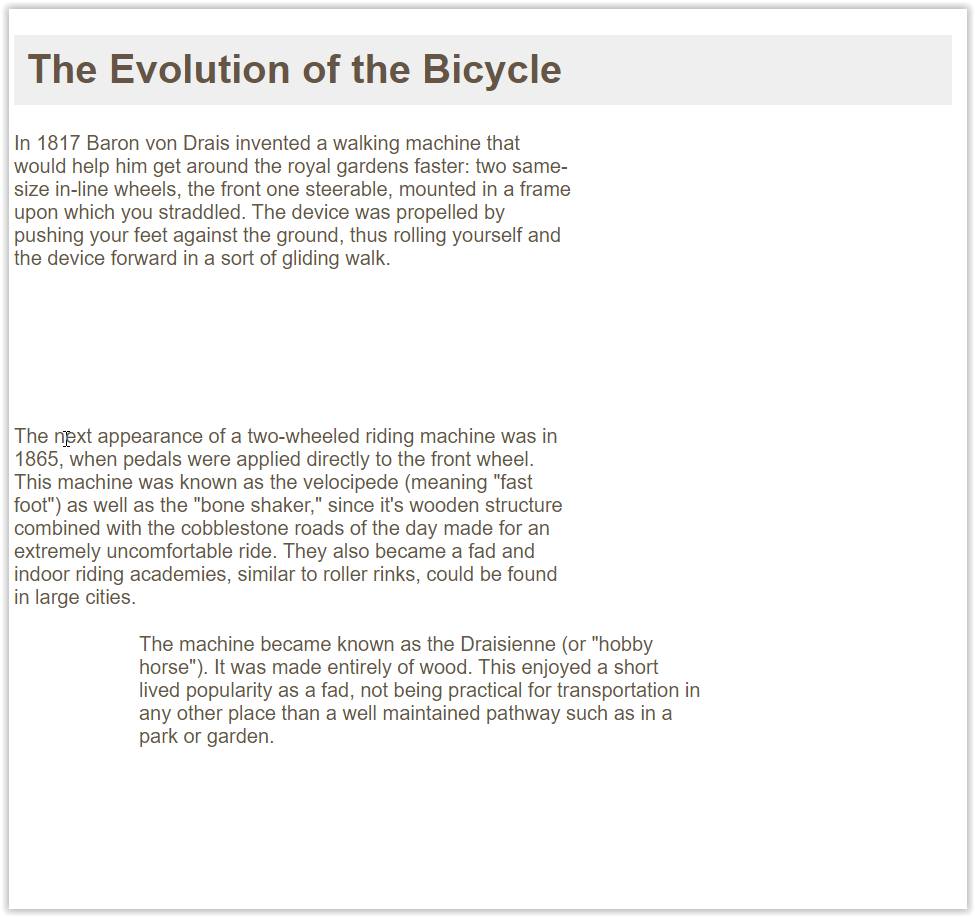 The Evolution of the Bicycle
In 1817 Baron von Drais invented a walking machine that
would help him get around the royal gardens faster: two same-
size in-line wheels, the front one steerable, mounted in a frame
upon which you straddled. The device was propelled by
pushing your feet against the ground, thus rolling yourself and
the device forward in a sort of gliding walk.
The next appearance of a two-wheeled riding machine was in
1865, when pedals were applied directly to the front wheel.
This machine was known as the velocipede (meaning "fast
foot") as well as the "bone shaker," since it's wooden structure
combined with the cobblestone roads of the day made for an
extremely uncomfortable ride. They also became a fad and
indoor riding academies, similar to roller rinks, could be found
in large cities.
The machine became known as the Draisienne (or "hobby
horse"). It was made entirely of wood. This enjoyed a short
lived popularity as a fad, not being practical for transportation in
any other place than a well maintained pathway such as in a
park or garden.